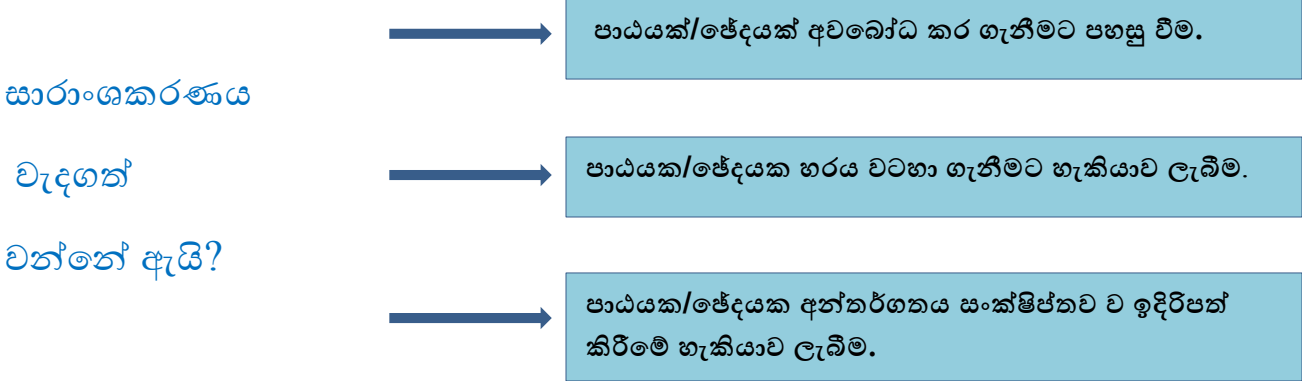 සාරාංශකරණය
වැදගත්
වන්නේ ඇයි?
පාඨයක්/ඡේදයක් අවබෝධ කර ගැනීමට පහසු වීම.
පාඨයක/ඡේදයක හරය වටහා ගැනීමට හැකියාව ලැබීම.
පාඨයක/ඡේදයක අන්තර්ගතය සංක්ෂිප්තව ව ඉදිරිපත්
කිරීමේ හැකියාව ලැබීම.